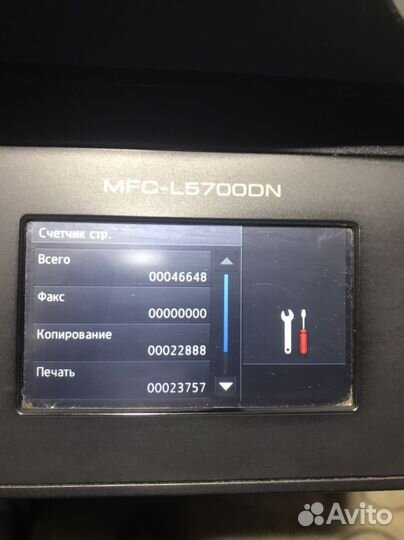 MFC-L5700DN
Счетчик стр.
Всего
00046648
Факс
00000000
Копирование
00022888
Печать
00023757
Avito